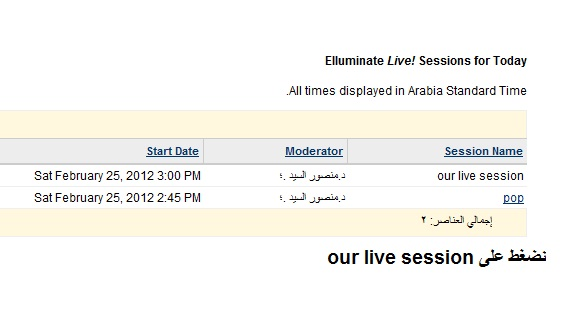 Elluminate Live! Sessions for Today
.All times displayed in Arabia Standard Time
Session Name Moderator Start Date
our live session د.منصور السيد .؛ Sat February 25, 2012 3:00 PM
pop د.منصور السيد .؛ Sat February 25, 2012 2:45 PM
إجمالي العناصر: ٢
نضغط على our live session